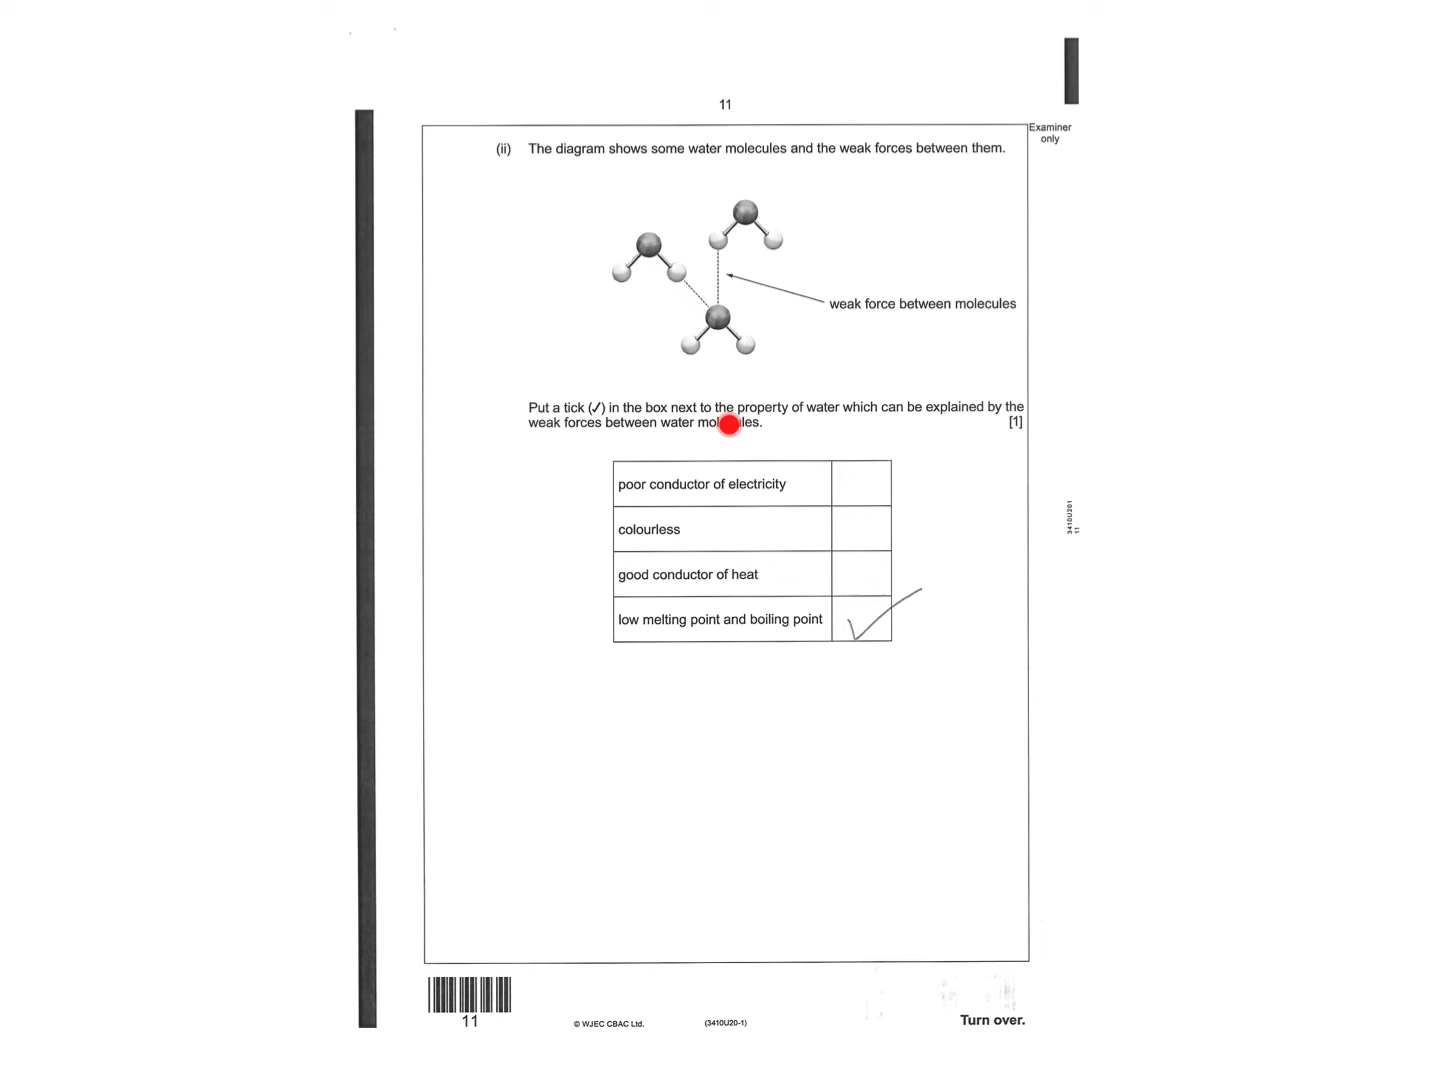 11
Examiner
only
(ii) The diagram shows some water molecules and the weak forces between them.
weak force between molecules
Put a tick (✓) in the box next to the property of water which can be explained by the
weak forces between water molecules. [1]
poor conductor of electricity
colourless
good conductor of heat
low melting point and boiling point ✓
3410U201
11
11
© WJEC CBAC Ltd.
(3410U20-1)
Turn over.